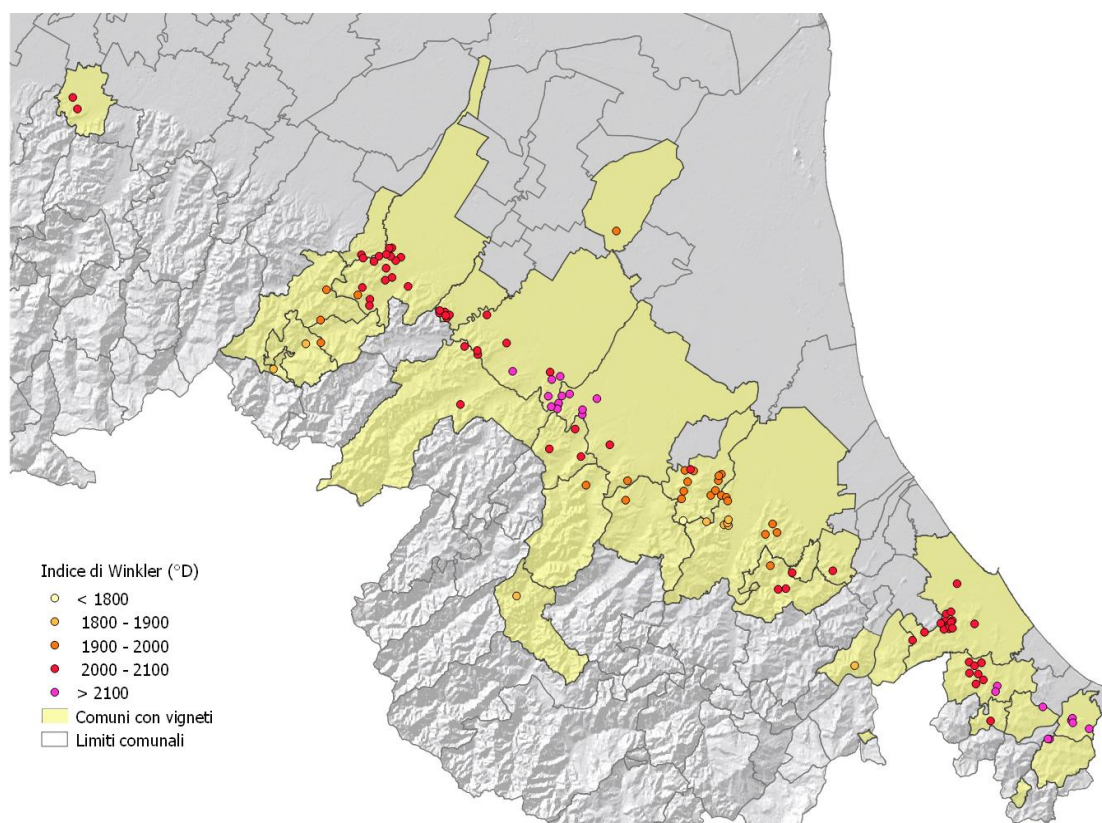 Indice di Winkler (°D)
< 1800
1800 - 1900
1900 - 2000
2000 - 2100
> 2100
Comuni con vigneti
Limiti comunali